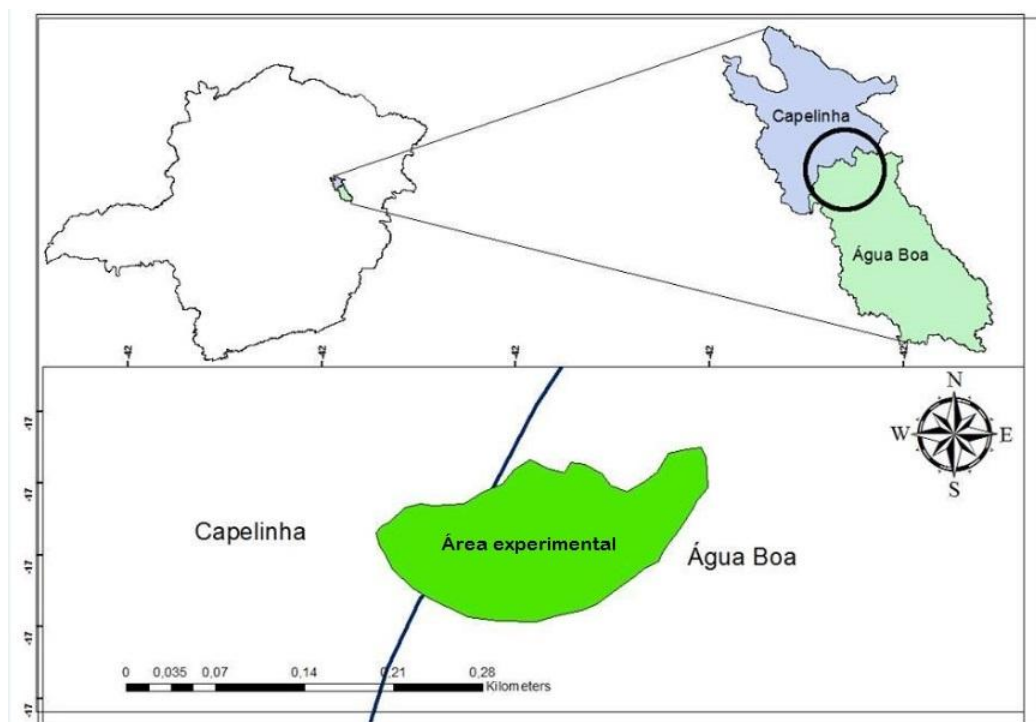 Capelinha
Água Boa
-42
-42
-42
-42
-42
-17
-17
-17
-17
-17
N
W
E
S
Capelinha
Área experimental
Água Boa
0
0,035
0,07
0,14
0,21
0,28
Kilometers